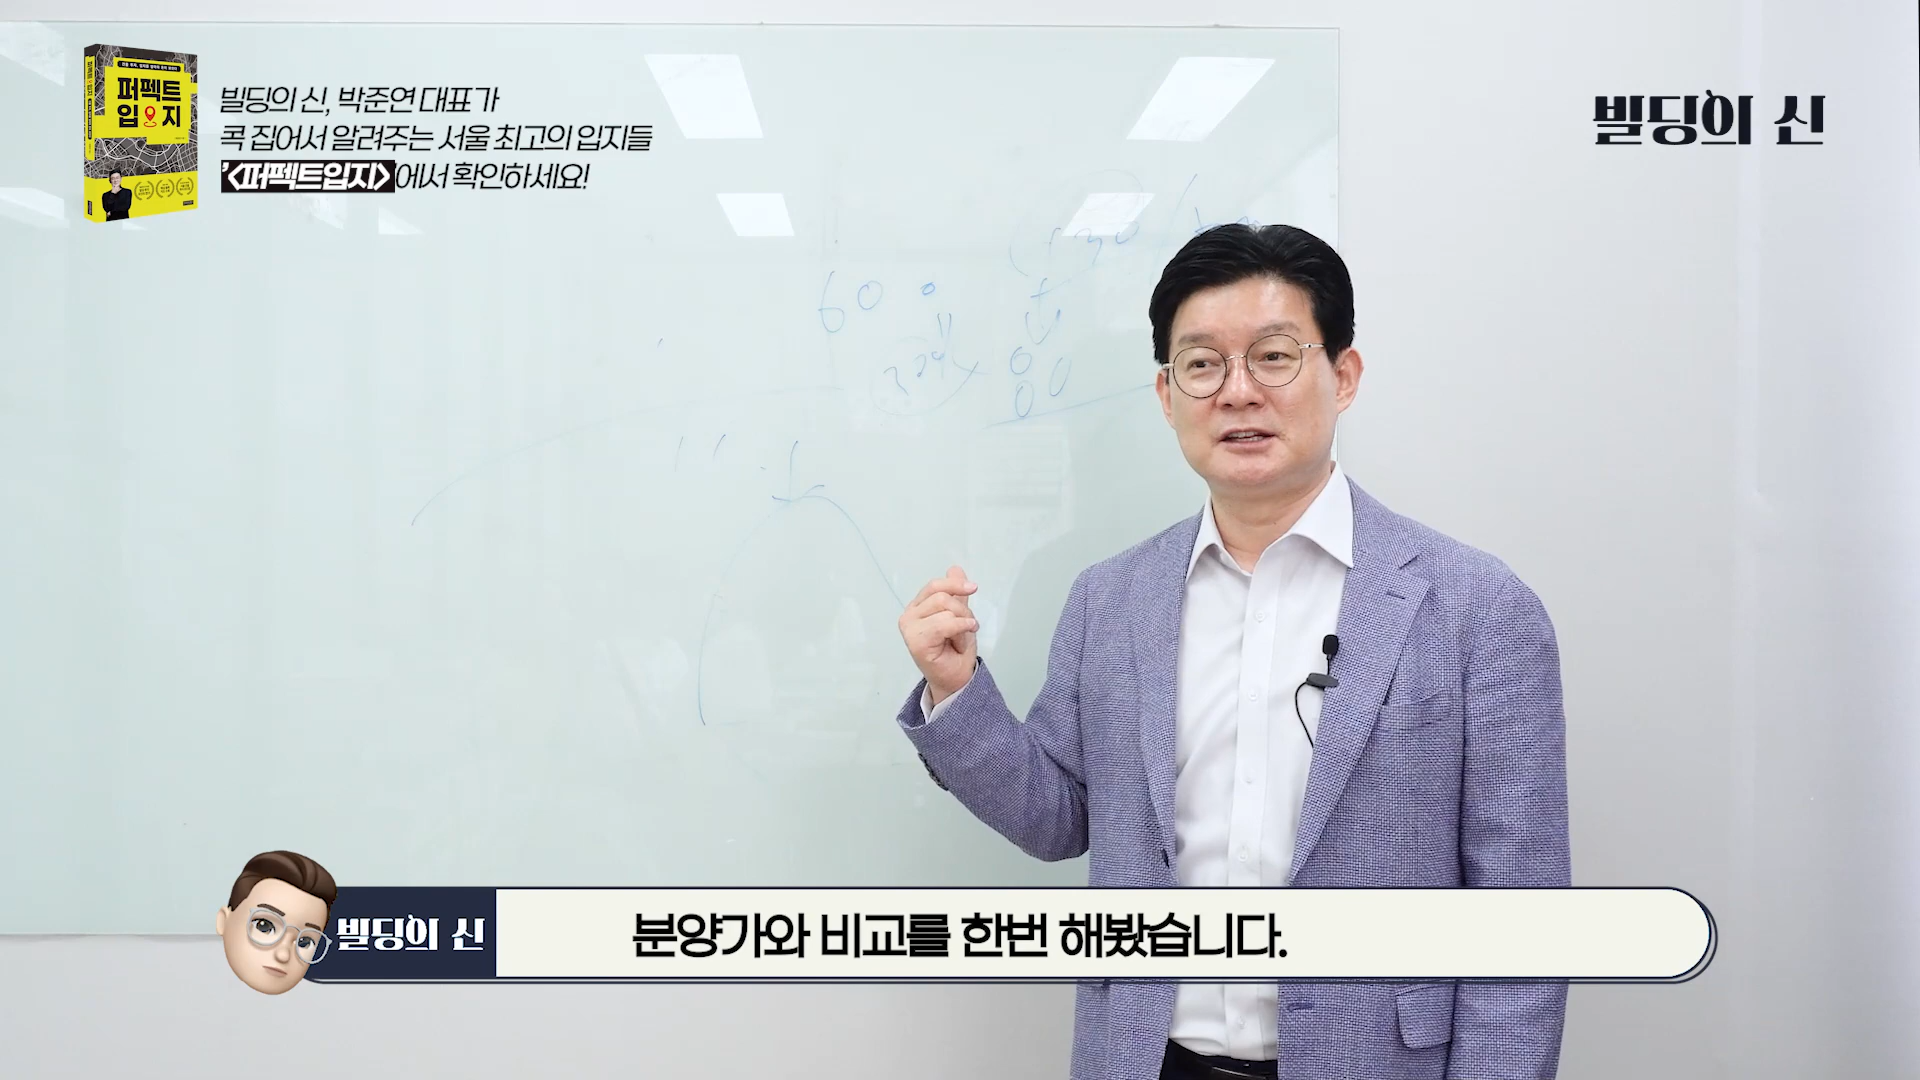 퍼펙트
입지
빌딩의 신, 박준연 대표가
콕 집어서 알려주는 서울 최고의 입지들
'<퍼펙트입지>'에서 확인하세요!
빌딩의 신
60
30
빌딩의 신
분양가와 비교를 한번 해봤습니다.